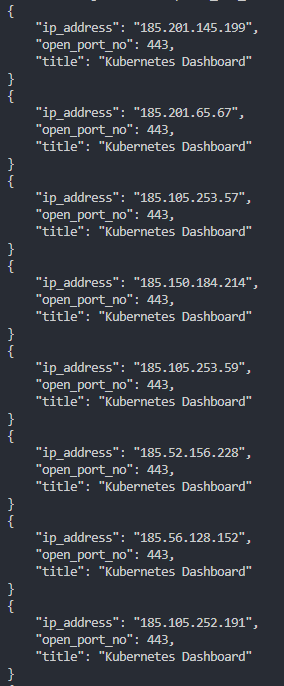 {
"ip_address": "185.201.145.199",
"open_port_no": 443,
"title": "Kubernetes Dashboard"
}
{
"ip_address": "185.201.65.67",
"open_port_no": 443,
"title": "Kubernetes Dashboard"
}
{
"ip_address": "185.105.253.57",
"open_port_no": 443,
"title": "Kubernetes Dashboard"
}
{
"ip_address": "185.150.184.214",
"open_port_no": 443,
"title": "Kubernetes Dashboard"
}
{
"ip_address": "185.105.253.59",
"open_port_no": 443,
"title": "Kubernetes Dashboard"
}
{
"ip_address": "185.52.156.228",
"open_port_no": 443,
"title": "Kubernetes Dashboard"
}
{
"ip_address": "185.56.128.152",
"open_port_no": 443,
"title": "Kubernetes Dashboard"
}
{
"ip_address": "185.105.252.191",
"open_port_no": 443,
"title": "Kubernetes Dashboard"
}